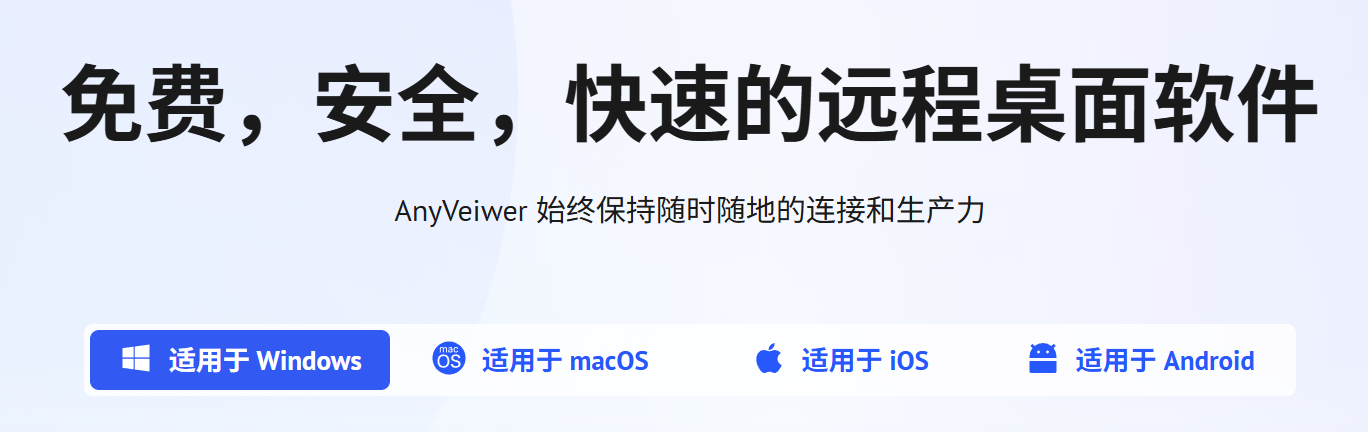 免费，安全，快速的远程桌面软件
AnyVeiwer 始终保持随时随地的连接和生产力
适用于 Windows
mac
OS
适用于 macOS
适用于 iOS
适用于 Android